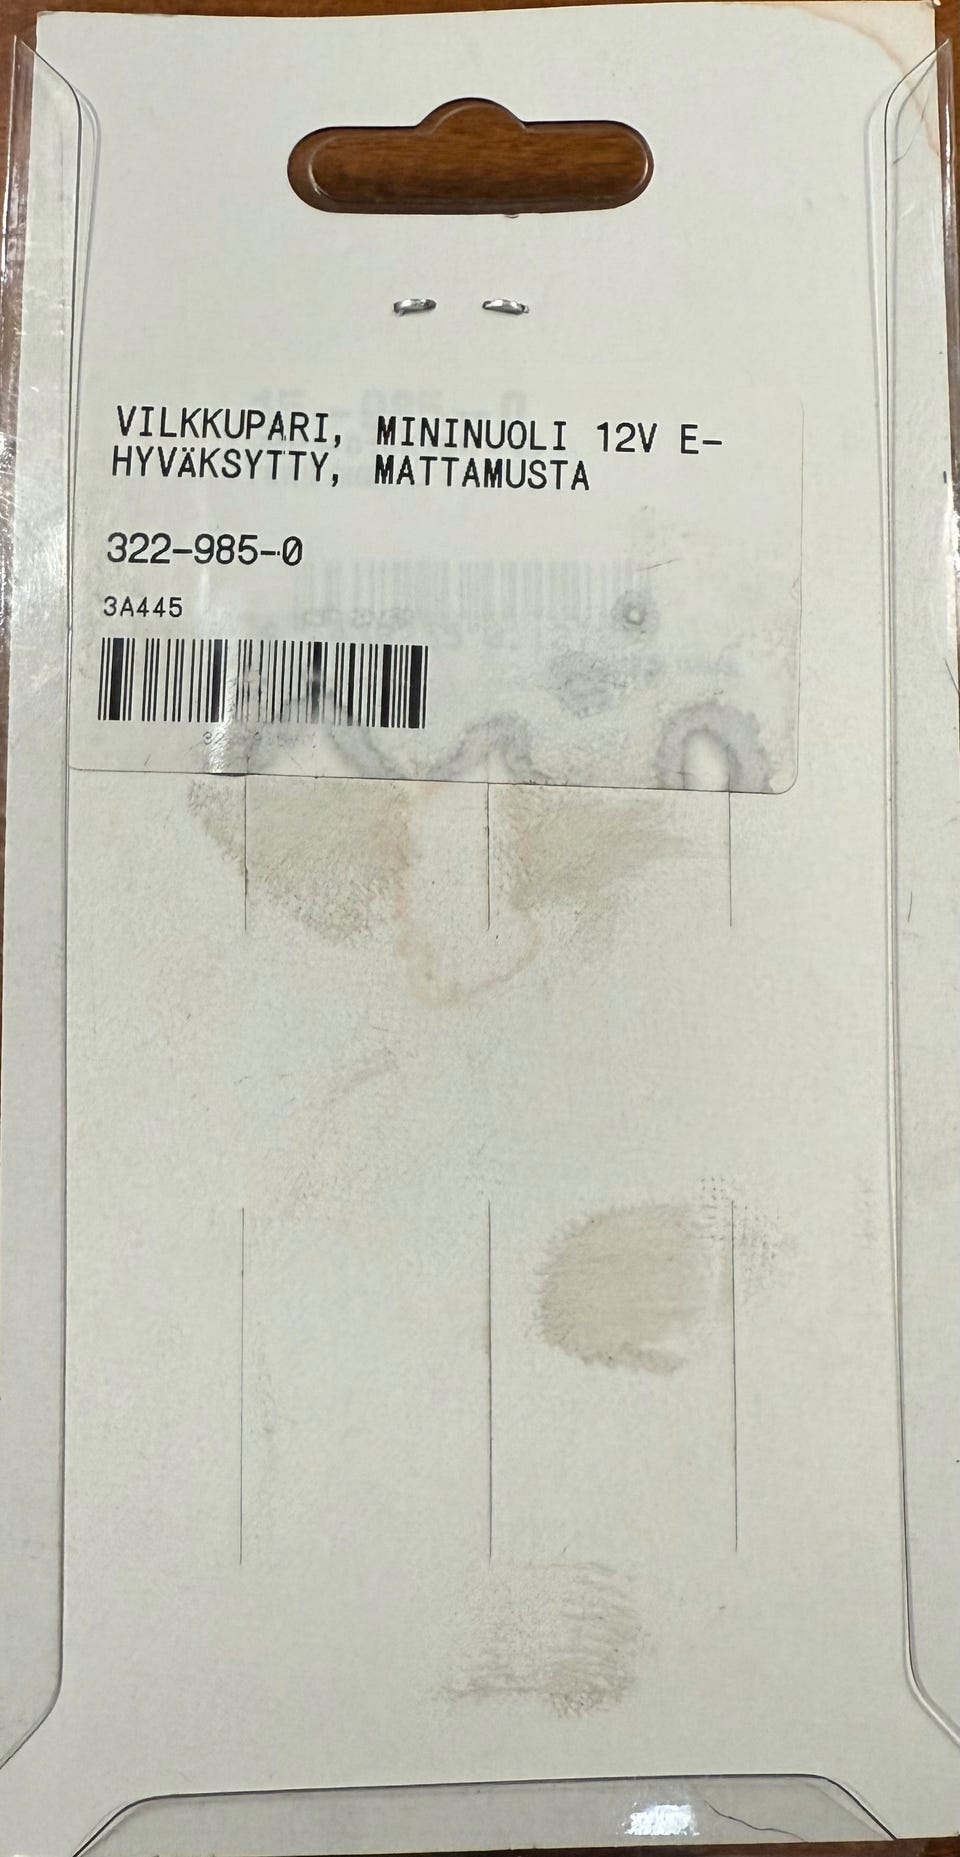 VILKKUPARI, MININUOLI 12V E-
HYVÄKSYTTY, MATTAMUSTA
322-985-0
3A445